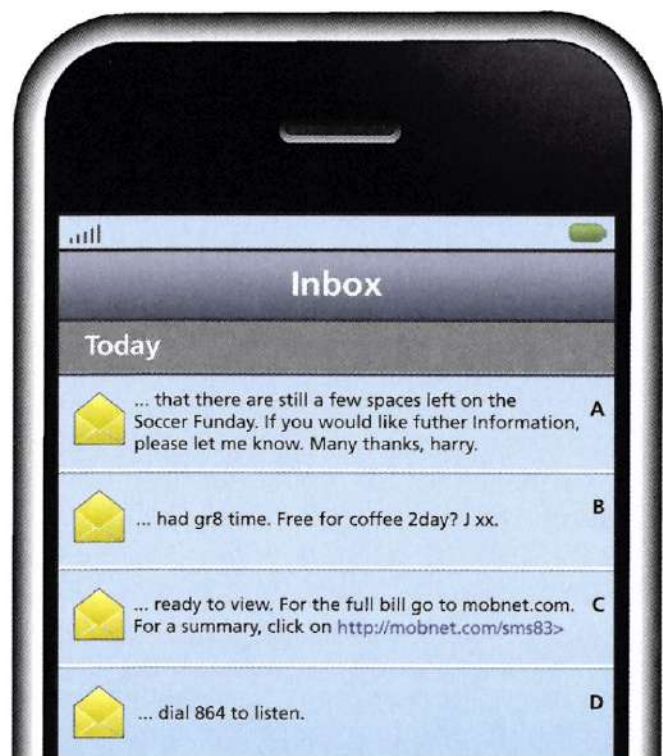 Inbox
Today
... that there are still a few spaces left on the
Soccer Funday. If you would like futher Information,
please let me know. Many thanks, harry.
A
... had gr8 time. Free for coffee 2day? J xx.
B
... ready to view. For the full bill go to mobnet.com.
For a summary, click on http://mobnet.com/sms83>
C
... dial 864 to listen.
D